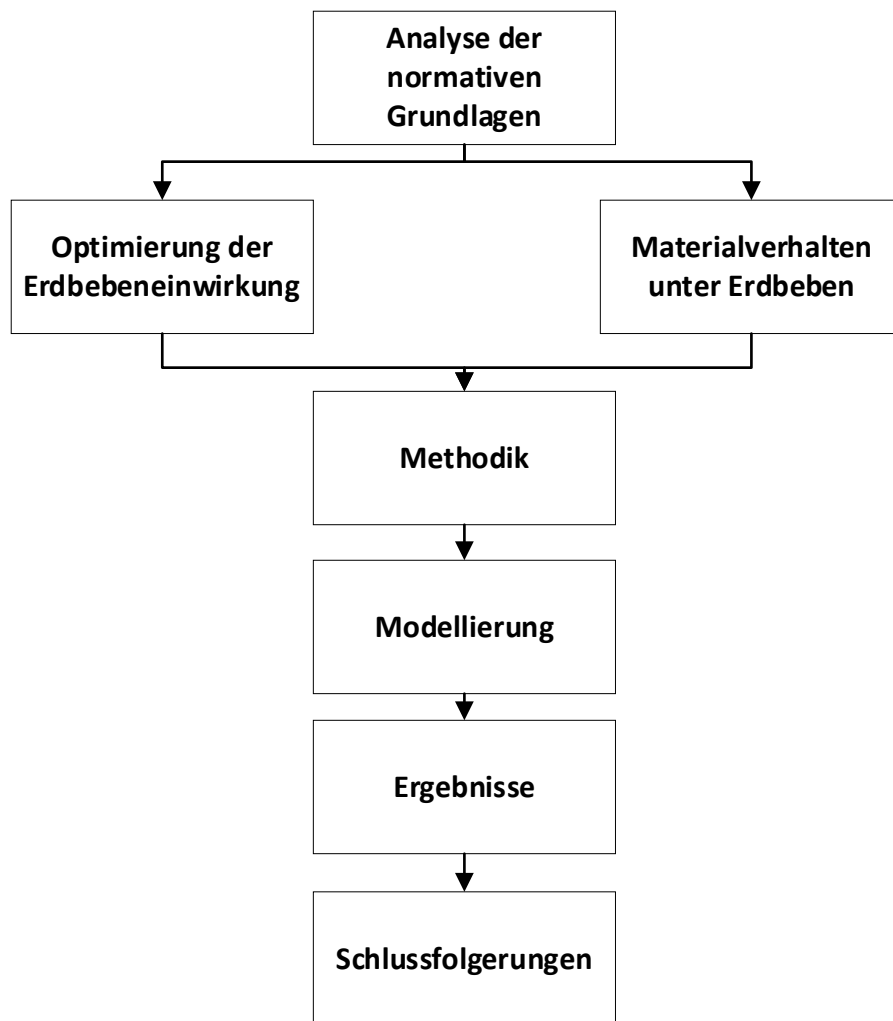 Analyse der
normativen
Grundlagen
Optimierung der
Erdbebeneinwirkung
Materialverhalten
unter Erdbeben
Methodik
Modellierung
Ergebnisse
Schlussfolgerungen